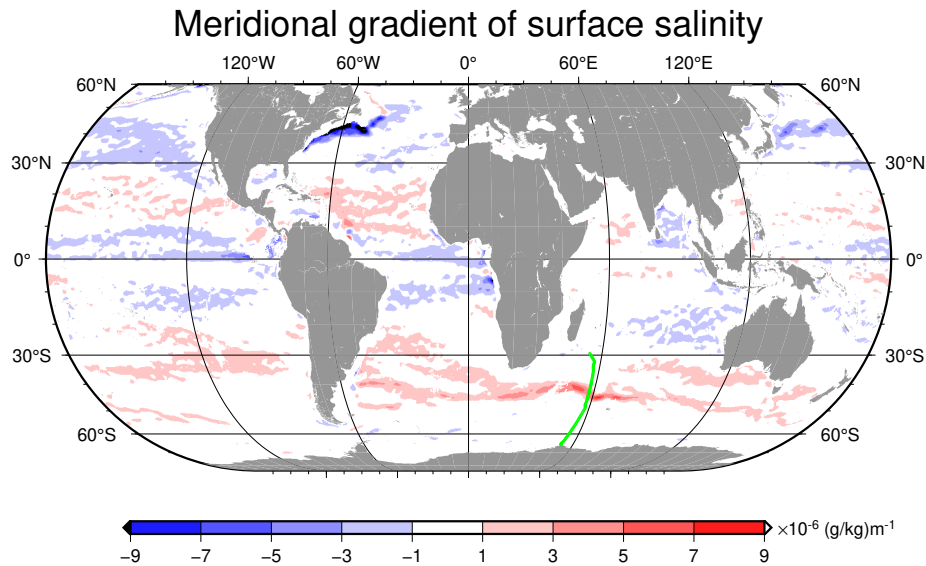 Meridional gradient of surface salinity
120°W 60°W 0° 60°E 120°E
60°N 60°N
30°N 30°N
0° 0°
30°S 30°S
60°S 60°S
×10⁻⁶ (g/kg)m⁻¹
−9 −7 −5 −3 −1 1 3 5 7 9